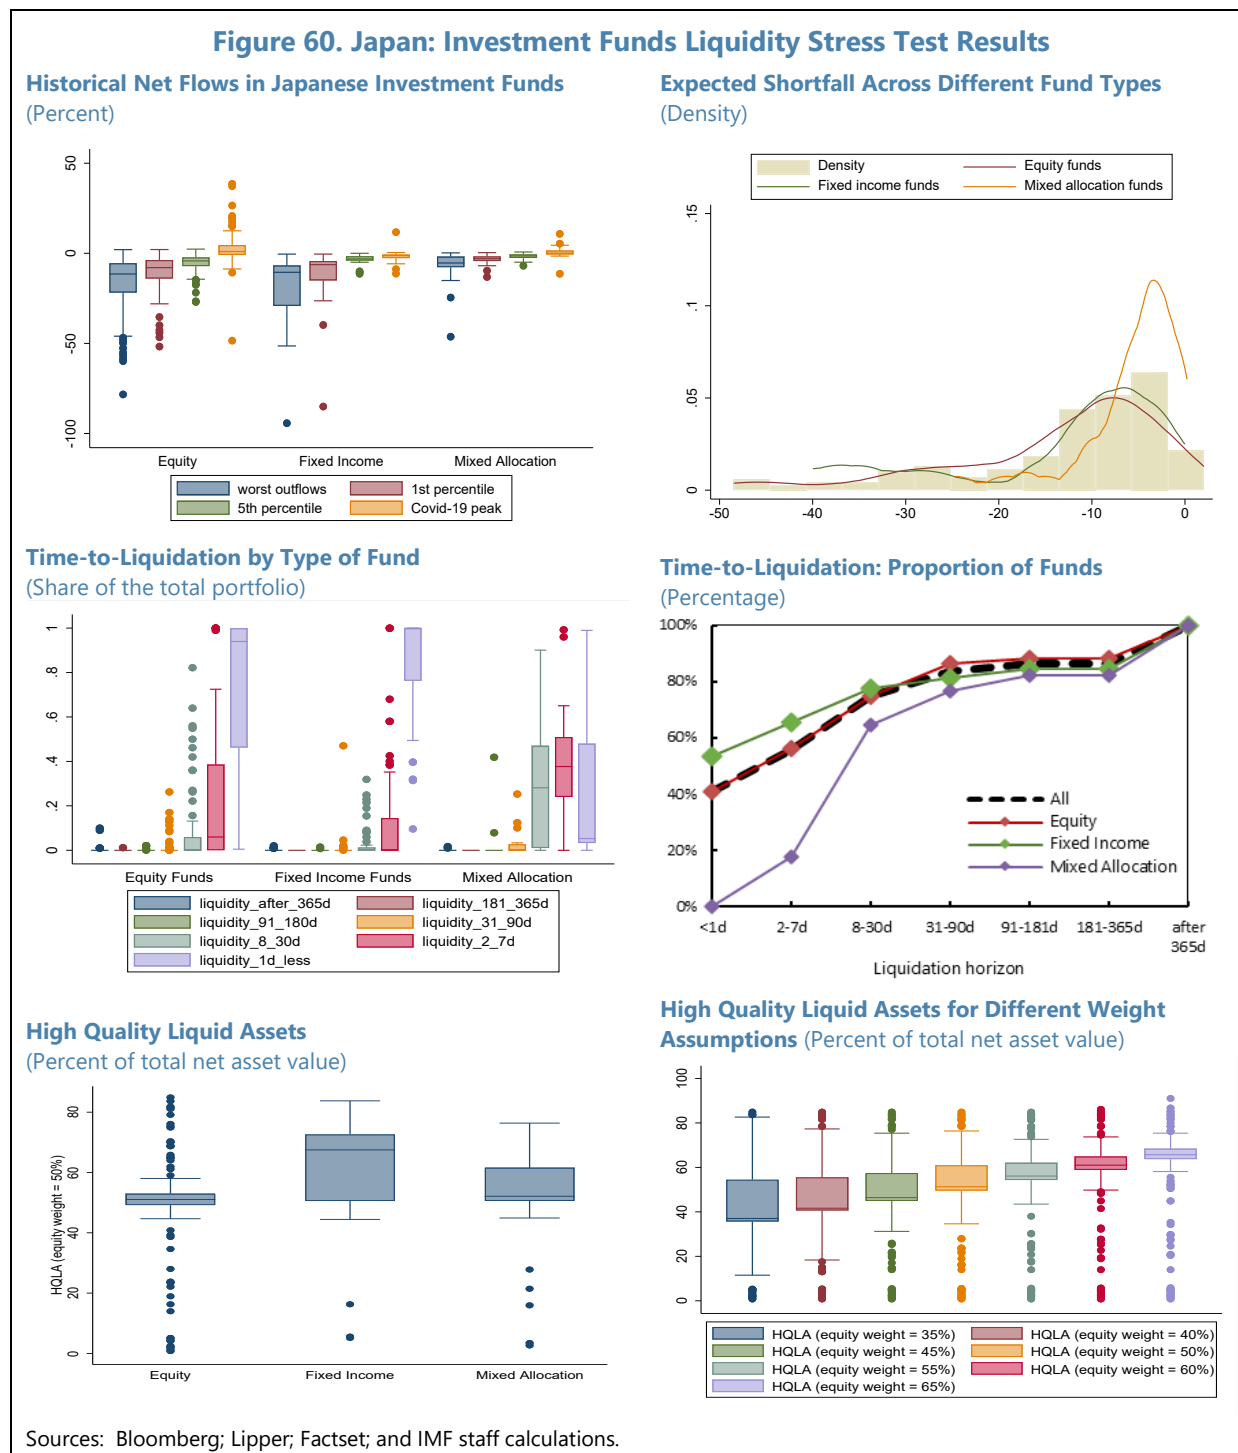 Figure 60. Japan: Investment Funds Liquidity Stress Test Results
Historical Net Flows in Japanese Investment Funds
(Percent)
50
0
-50
-100
Equity
Fixed Income
Mixed Allocation
worst outflows
1st percentile
5th percentile
Covid-19 peak
Expected Shortfall Across Different Fund Types
(Density)
Density
Equity funds
Fixed income funds
Mixed allocation funds
.15
.1
.05
0
-50
-40
-30
-20
-10
0
Time-to-Liquidation by Type of Fund
(Share of the total portfolio)
1
.8
.6
.4
.2
0
Equity Funds
Fixed Income Funds
Mixed Allocation
liquidity_after_365d
liquidity_181_365d
liquidity_91_180d
liquidity_31_90d
liquidity_8_30d
liquidity_2_7d
liquidity_1d_less
Time-to-Liquidation: Proportion of Funds
(Percentage)
100%
80%
60%
40%
20%
0%
All
Equity
Fixed Income
Mixed Allocation
<1d
2-7d
8-30d
31-90d
91-181d
181-365d
after
365d
Liquidation horizon
High Quality Liquid Assets
(Percent of total net asset value)
HQLA (equity weight = 50%)
80
60
40
20
0
Equity
Fixed Income
Mixed Allocation
High Quality Liquid Assets for Different Weight
Assumptions (Percent of total net asset value)
100
80
60
40
20
0
HQLA (equity weight = 35%)
HQLA (equity weight = 40%)
HQLA (equity weight = 45%)
HQLA (equity weight = 50%)
HQLA (equity weight = 55%)
HQLA (equity weight = 60%)
HQLA (equity weight = 65%)
Sources: Bloomberg; Lipper; Factset; and IMF staff calculations.